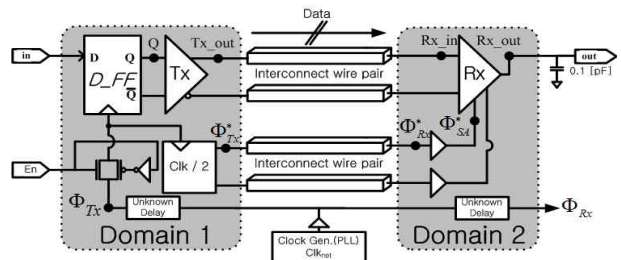 Data
in
D
Q
D_FF
Q
Q
Tx
Tx_out
Interconnect wire pair
Rx_in
Rx_out
Rx
out
0.1 [pF]
Φ*Tx
Φ*Rx
Φ*SA
En
Clk / 2
Interconnect wire pair
ΦTx
Unknown
Delay
Unknown
Delay
ΦRx
Domain 1
Clock Gen.(PLL)
Clknet
Domain 2